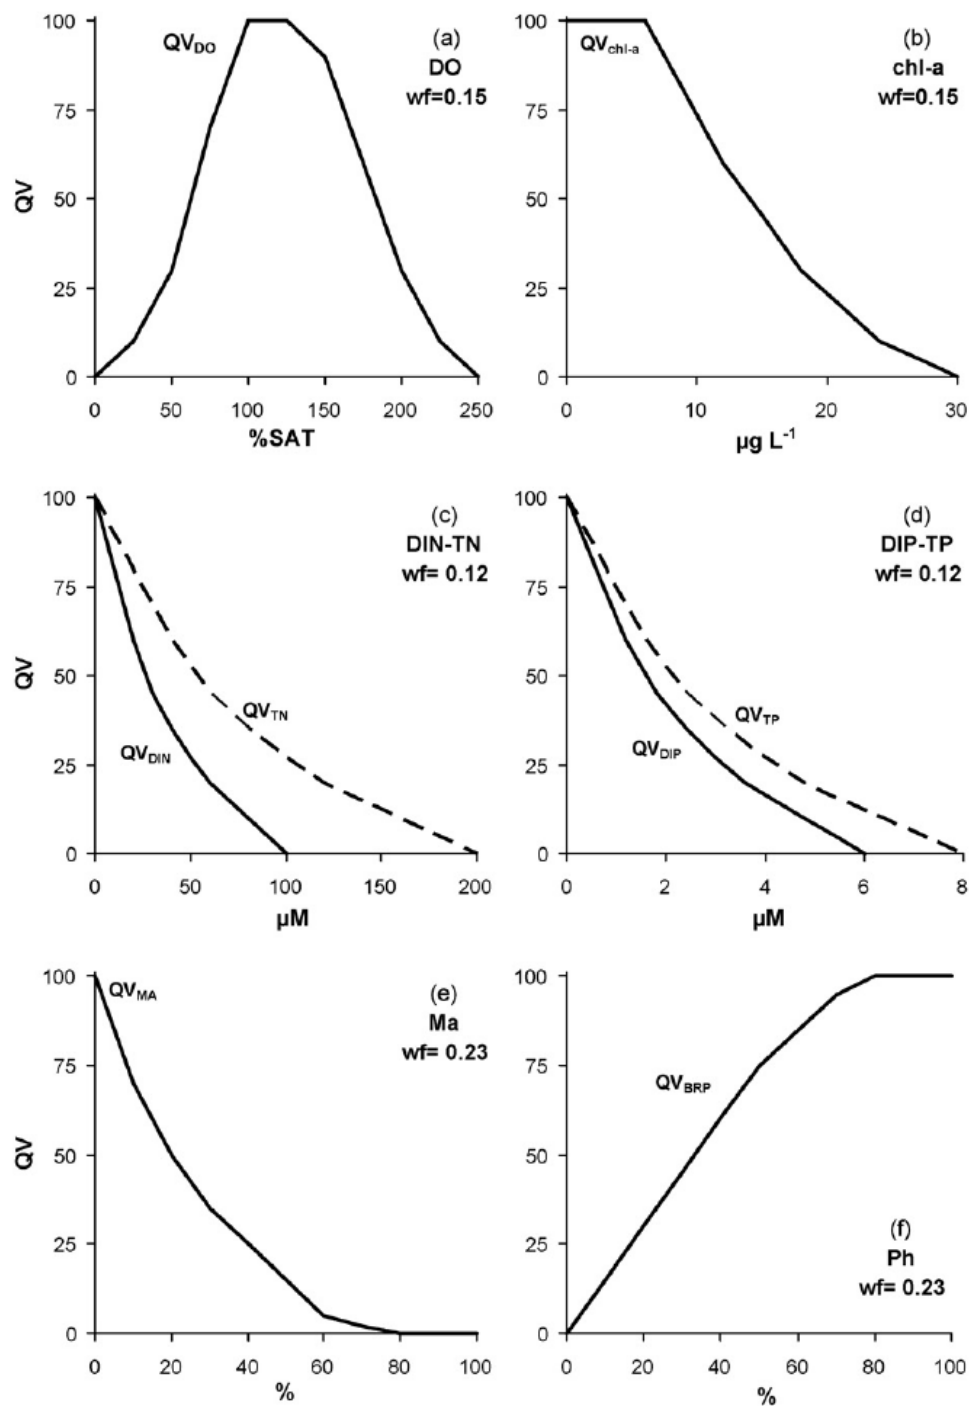 100
75
50
25
0
QV
QV_DO
(a)
DO
wf=0.15
0 50 100 150 200 250
%SAT
100
75
50
25
0
QV_chl-a
(b)
chl-a
wf=0.15
0 10 20 30
µg L⁻¹
100
75
50
25
0
QV
(c)
DIN-TN
wf= 0.12
QV_TN
QV_DIN
0 50 100 150 200
µM
100
75
50
25
0
(d)
DIP-TP
wf= 0.12
QV_TP
QV_DIP
0 2 4 6 8
µM
100
75
50
25
0
QV
QV_MA
(e)
Ma
wf= 0.23
0 20 40 60 80 100
%
100
75
50
25
0
QV_BRP
(f)
Ph
wf= 0.23
0 20 40 60 80 100
%